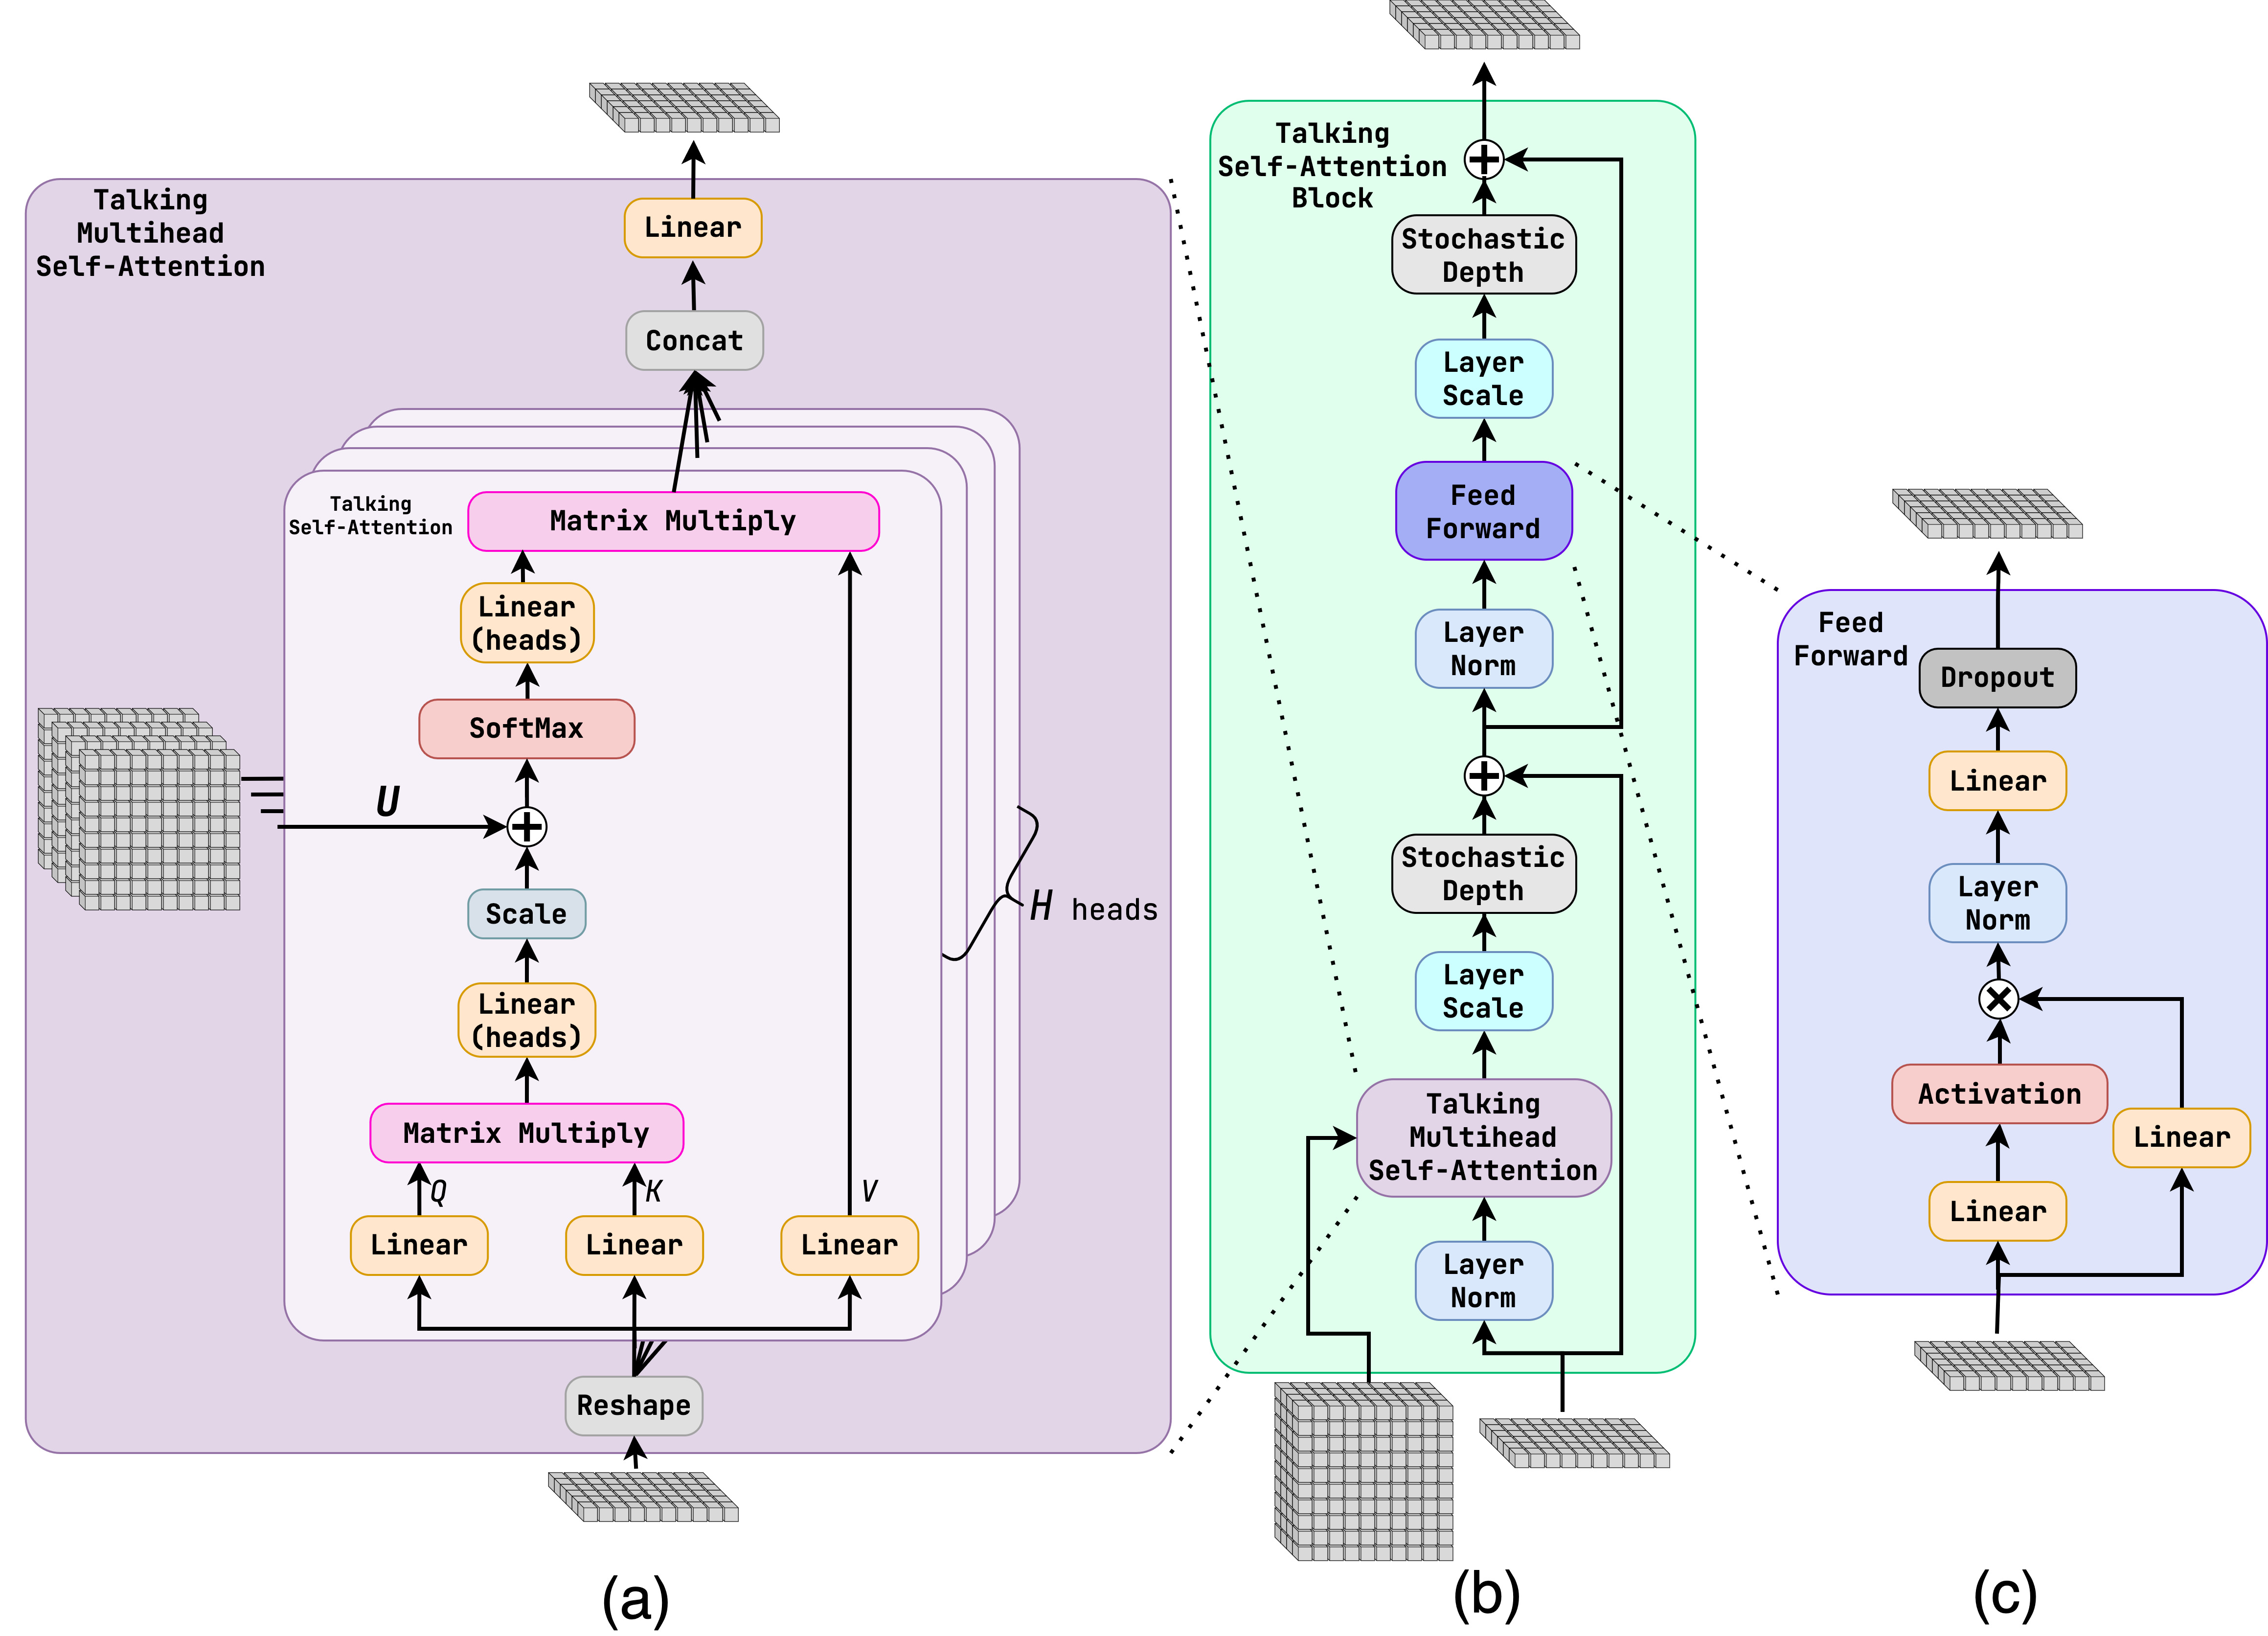 Talking
Multihead
Self-Attention
Linear
Concat
Talking
Self-Attention
Matrix Multiply
Linear
(heads)
SoftMax
U
Scale
H heads
Linear
(heads)
Matrix Multiply
Q
K
V
Linear
Linear
Linear
Reshape
(a)
Talking
Self-Attention
Block
Stochastic
Depth
Layer
Scale
Feed
Forward
Layer
Norm
Stochastic
Depth
Layer
Scale
Talking
Multihead
Self-Attention
Layer
Norm
(b)
Feed
Forward
Dropout
Linear
Layer
Norm
Activation
Linear
Linear
(c)